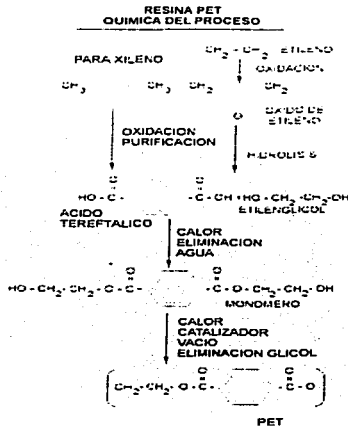 RESINA PET
QUIMICA DEL PROCESO
CH2 - CH2 ETILENO
PARA XILENO
OXIDACION
CH3 CH3 CH2 CH2
O OXIDO DE
ETILENO
OXIDACION
PURIFICACION
HIDROLISIS
O O
HO - C - - C - OH + HO - CH2 - CH2 - OH
ACIDO
TEREFTALICO
ETILENGLICOL
CALOR
ELIMINACION
AGUA
O O
HO - CH2 - CH2 - O - C - - C - O - CH2 - CH2 - OH
MONOMERO
CALOR
CATALIZADOR
VACIO
ELIMINACION GLICOL
O O
CH2 - CH2 - O - C - - C - O
PET